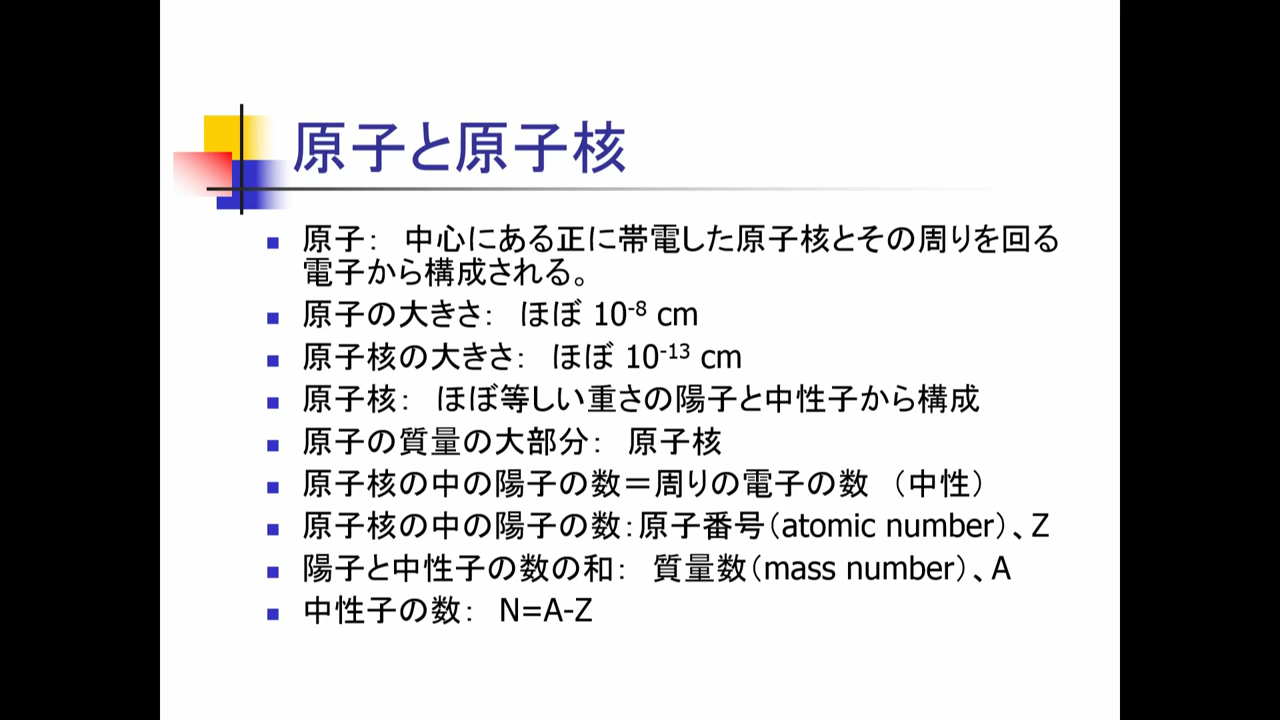 原子と原子核
原子： 中心にある正に帯電した原子核とその周りを回る
電子から構成される。
原子の大きさ： ほぼ 10⁻⁸ cm
原子核の大きさ： ほぼ 10⁻¹³ cm
原子核： ほぼ等しい重さの陽子と中性子から構成
原子の質量の大部分： 原子核
原子核の中の陽子の数＝周りの電子の数 （中性）
原子核の中の陽子の数：原子番号（atomic number）、Z
陽子と中性子の数の和： 質量数（mass number）、A
中性子の数： N=A-Z